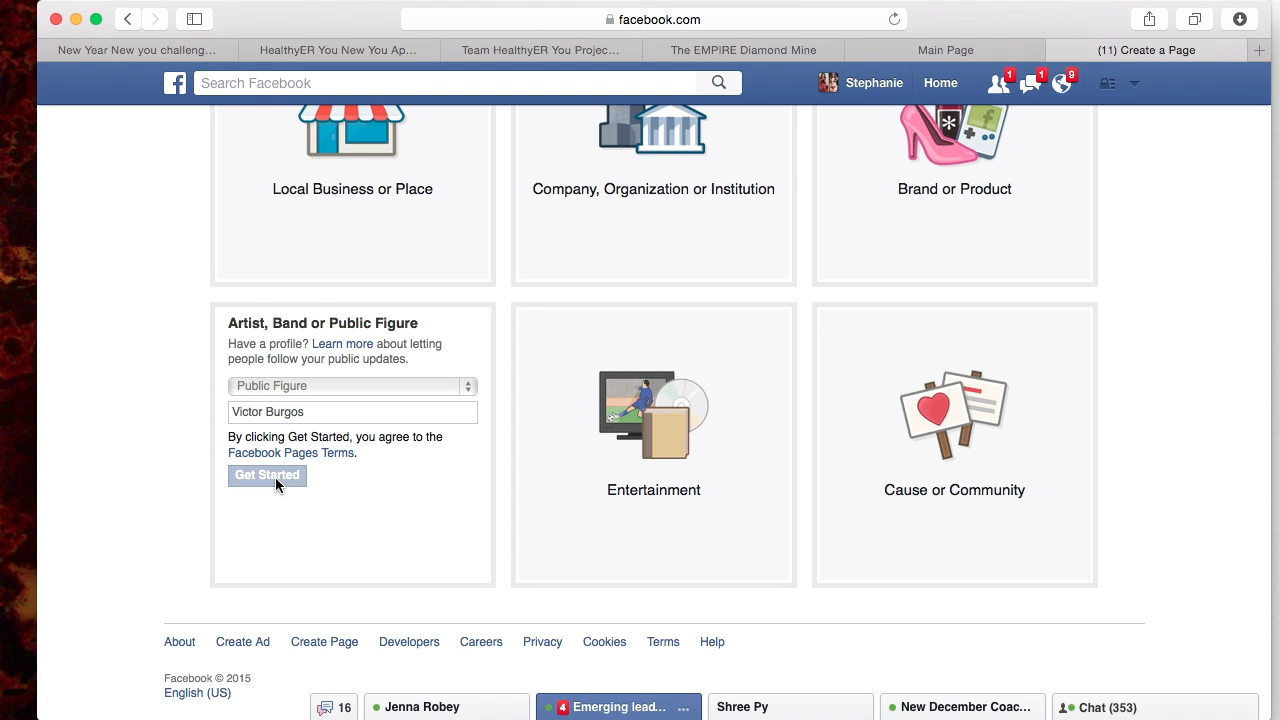 facebook.com
New Year New you challeng...
HealthyER You New You Ap...
Team HealthyER You Projec...
The EMPIRE Diamond Mine
Main Page
(11) Create a Page
f
Search Facebook
Stephanie
Home
1
1
9
Local Business or Place
Company, Organization or Institution
Brand or Product
Artist, Band or Public Figure
Have a profile? Learn more about letting
people follow your public updates.
Public Figure
Victor Burgos
By clicking Get Started, you agree to the
Facebook Pages Terms.
Get Started
Entertainment
Cause or Community
About
Create Ad
Create Page
Developers
Careers
Privacy
Cookies
Terms
Help
Facebook © 2015
English (US)
16
Jenna Robey
4 Emerging lead... ...
Shree Py
New December Coac...
Chat (353)